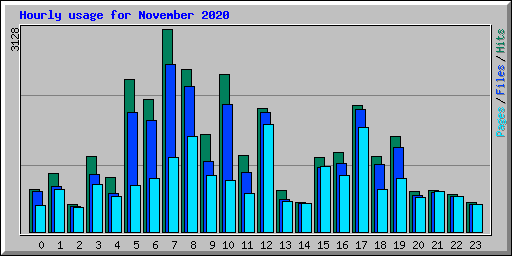 Hourly usage for November 2020
3128
Pages/Files/Hits
0 1 2 3 4 5 6 7 8 9 10 11 12 13 14 15 16 17 18 19 20 21 22 23